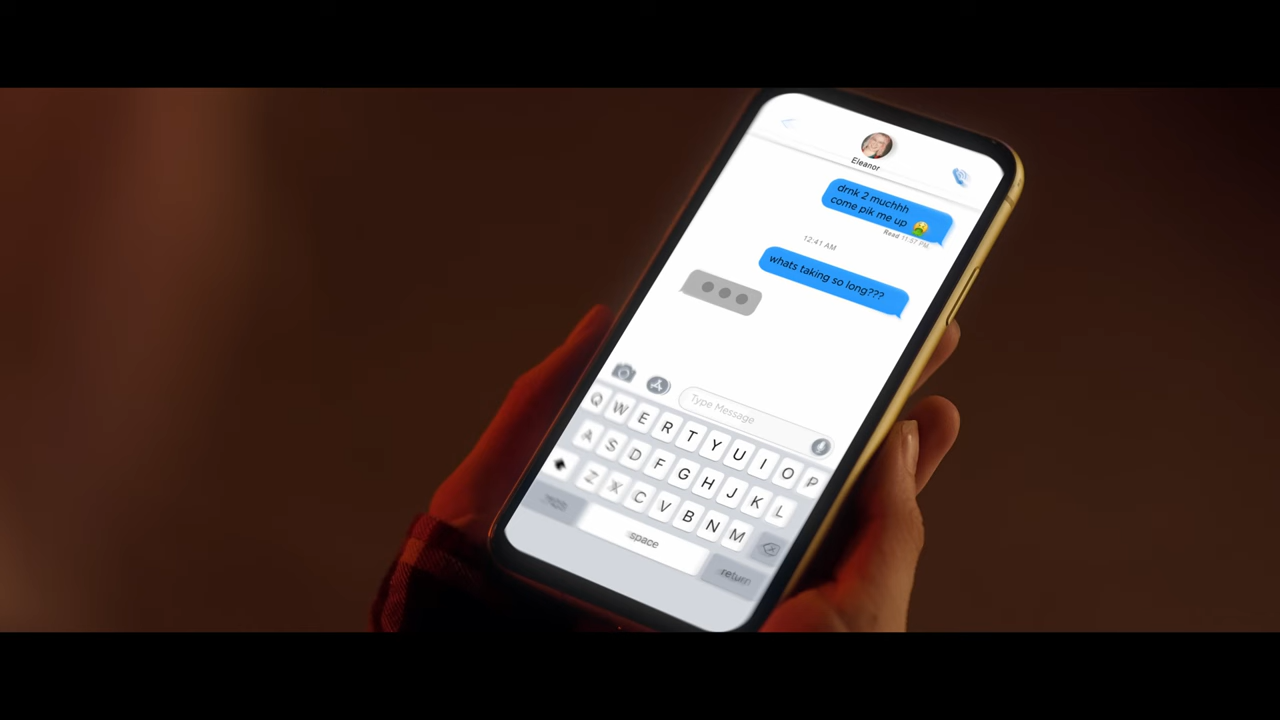 Eleanor
drnk 2 muchhh
come pik me up 🤮
Read 11:57 PM
12:41 AM
whats taking so long???
Type Message
Q W E R T Y U I O P
A S D F G H J K L
Z X C V B N M
space
return